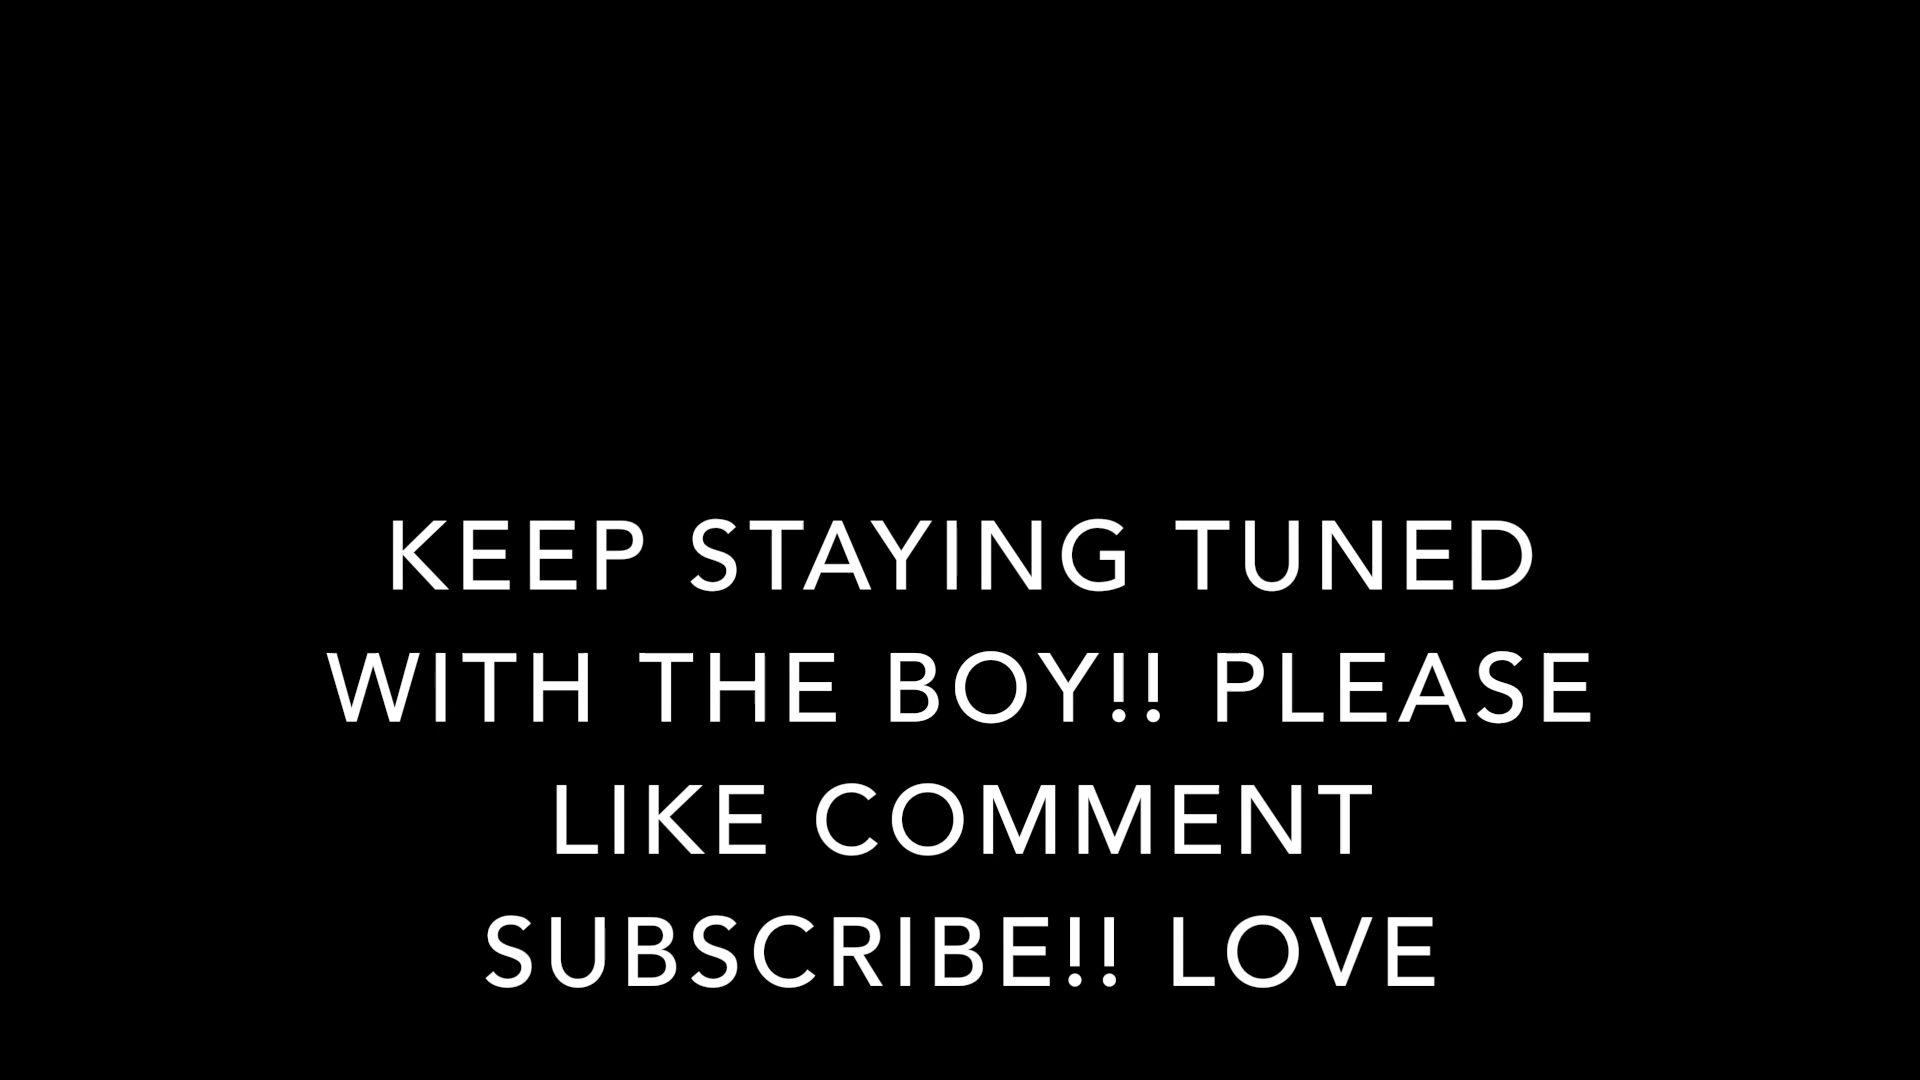 KEEP STAYING TUNED
WITH THE BOY!! PLEASE
LIKE COMMENT
SUBSCRIBE!! LOVE